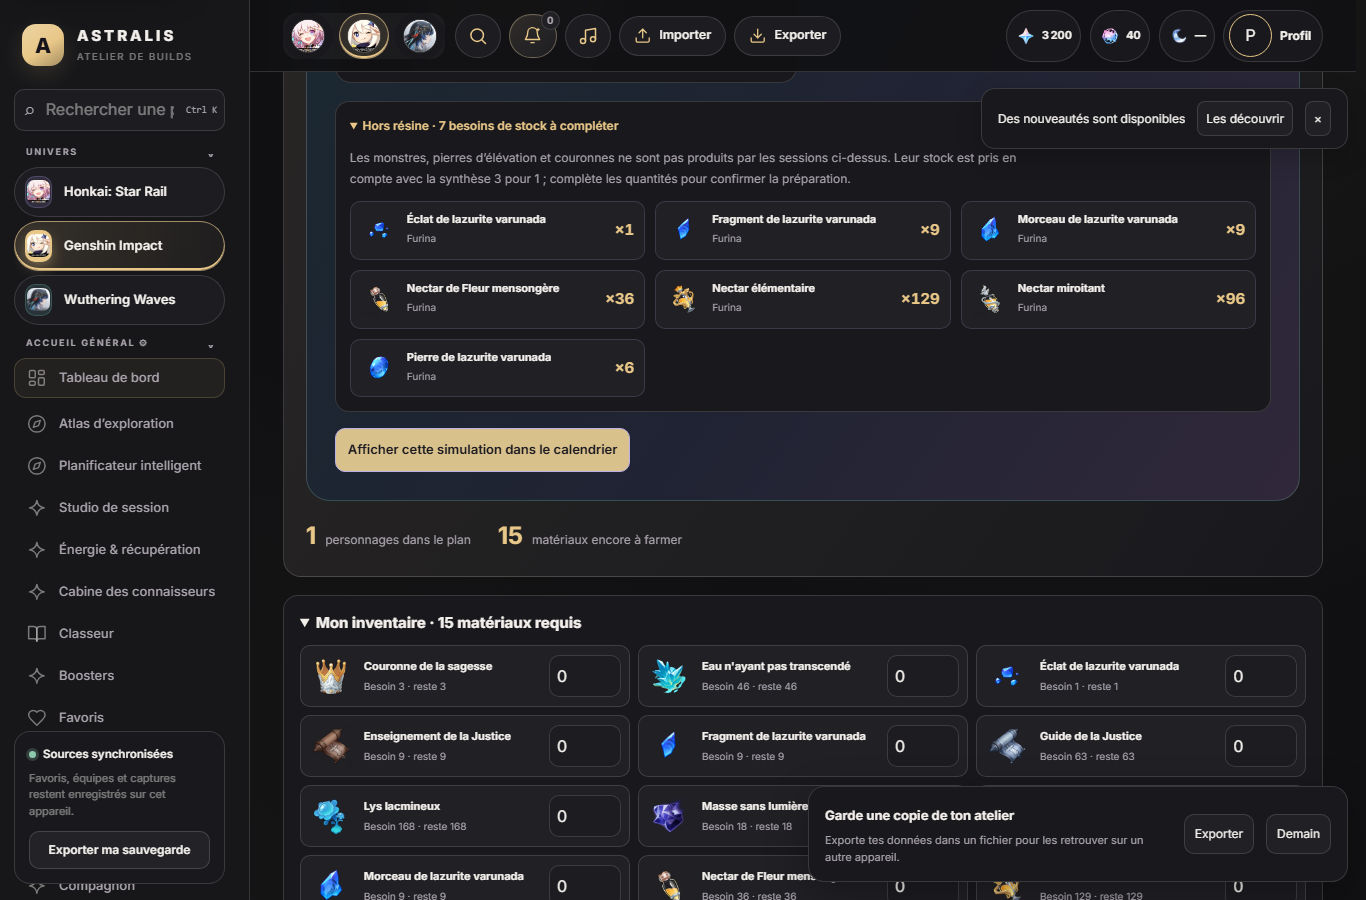 A
ASTRALIS
ATELIER DE BUILDS
Rechercher une p
Ctrl K
UNIVERS
Honkai: Star Rail
Genshin Impact
Wuthering Waves
ACCUEIL GÉNÉRAL
Tableau de bord
Atlas d'exploration
Planificateur intelligent
Studio de session
Énergie & récupération
Cabine des connaisseurs
Classeur
Boosters
Favoris
Sources synchronisées
Favoris, équipes et captures
restent enregistrés sur cet
appareil.
Exporter ma sauvegarde
Compagnon
0
Importer
Exporter
3 200
40
—
P
Profil
Des nouveautés sont disponibles
Les découvrir
×
▼ Hors résine · 7 besoins de stock à compléter
Les monstres, pierres d'élévation et couronnes ne sont pas produits par les sessions ci-dessus. Leur stock est pris en
compte avec la synthèse 3 pour 1 ; complète les quantités pour confirmer la préparation.
Éclat de lazurite varunada
Furina
×1
Fragment de lazurite varunada
Furina
×9
Morceau de lazurite varunada
Furina
×9
Nectar de Fleur mensongère
Furina
×36
Nectar élémentaire
Furina
×129
Nectar miroitant
Furina
×96
Pierre de lazurite varunada
Furina
×6
Afficher cette simulation dans le calendrier
1 personnages dans le plan
15 matériaux encore à farmer
▼ Mon inventaire · 15 matériaux requis
Couronne de la sagesse
Besoin 3 · reste 3
0
Eau n'ayant pas transcendé
Besoin 46 · reste 46
0
Éclat de lazurite varunada
Besoin 1 · reste 1
0
Enseignement de la Justice
Besoin 9 · reste 9
0
Fragment de lazurite varunada
Besoin 9 · reste 9
0
Guide de la Justice
Besoin 63 · reste 63
0
Lys lacmineux
Besoin 168 · reste 168
0
Masse sans lumière
Besoin 18 · reste 18
Morceau de lazurite varunada
Besoin 9 · reste 9
0
Nectar de Fleur
Besoin 36 · reste 36
0
Besoin 129 · reste 129
0
Garde une copie de ton atelier
Exporte tes données dans un fichier pour les retrouver sur un
autre appareil.
Exporter
Demain